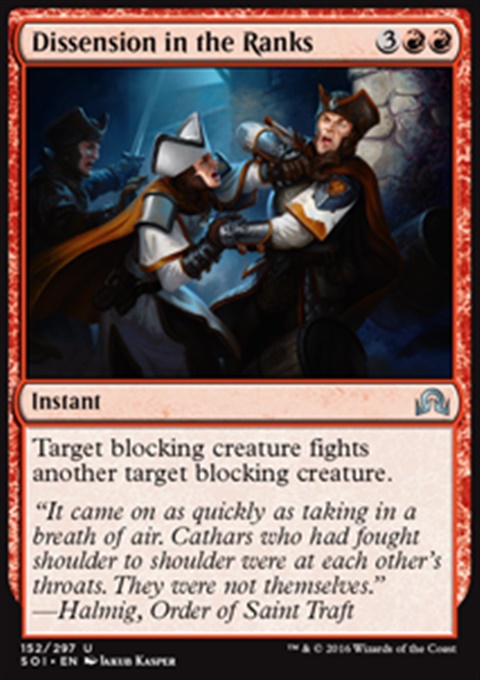 Dissension in the Ranks 3
Instant
Target blocking creature fights
another target blocking creature.
"It came on as quickly as taking in a
breath of air. Cathars who had fought
shoulder to shoulder were at each other's
throats. They were not themselves."
—Halmig, Order of Saint Traft
152/297 U
SOI • EN Jakub Kasper
™ & © 2016 Wizards of the Coast